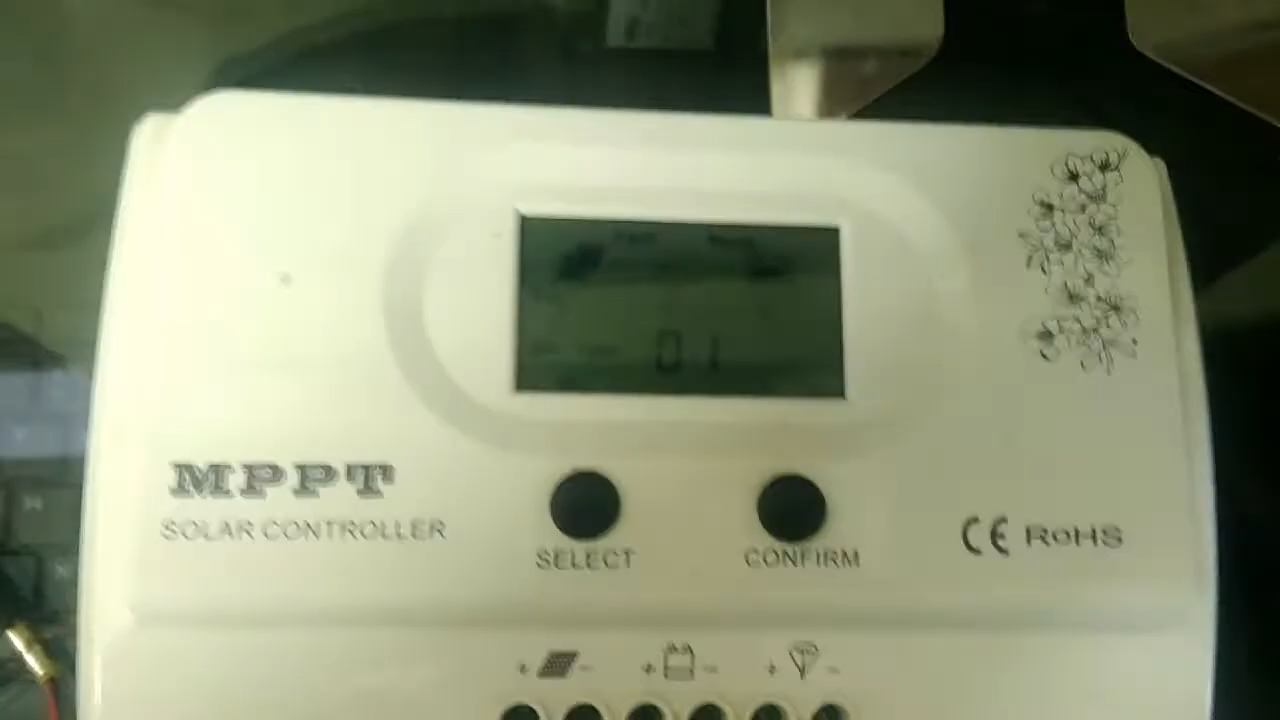 01
MPPT
SOLAR CONTROLLER
SELECT
CONFIRM
CE RoHS
+ -
+ -
+ -